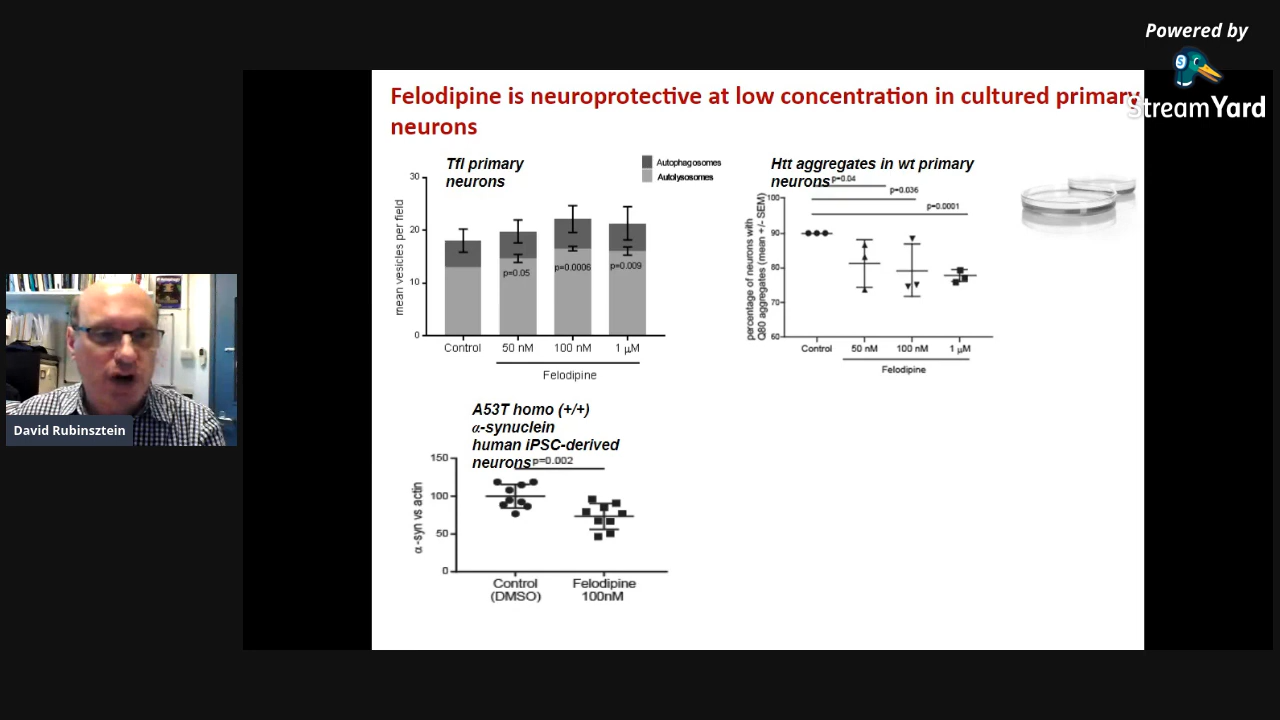 Powered by
StreamYard
Felodipine is neuroprotective at low concentration in cultured primary
neurons
Tfl primary
neurons
Autophagosomes
Autolysosomes
mean vesicles per field
30
20
10
0
p=0.05
p=0.0006
p=0.009
Control
50 nM
100 nM
1 μM
Felodipine
Htt aggregates in wt primary
neurons
p=0.04
p=0.036
p=0.0001
percentage of neurons with
Q80 aggregates (mean +/- SEM)
100
90
80
70
60
Control
50 nM
100 nM
1 μM
Felodipine
David Rubinsztein
A53T homo (+/+)
α-synuclein
human iPSC-derived
neurons
p=0.002
α-syn vs actin
150
100
50
0
Control
(DMSO)
Felodipine
100nM